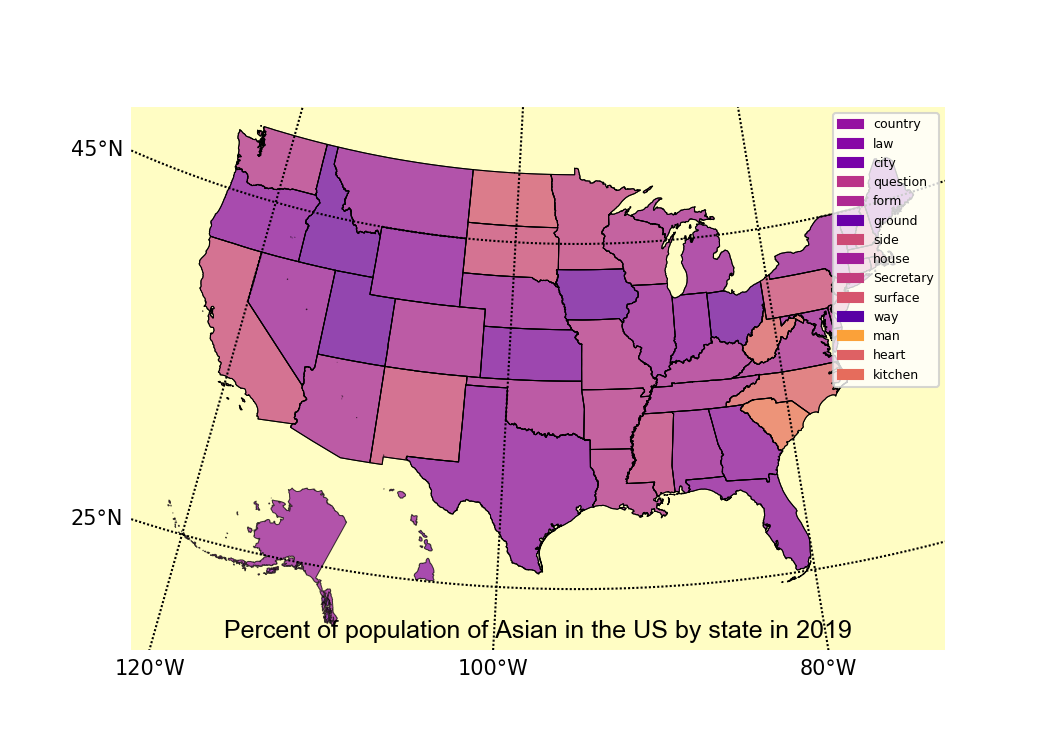 45°N
country
law
city
question
form
ground
side
house
Secretary
surface
way
man
heart
kitchen
25°N
Percent of population of Asian in the US by state in 2019
120°W 100°W 80°W